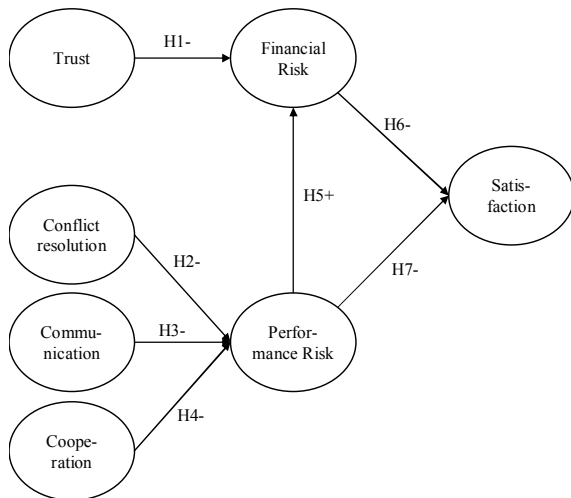 Trust
H1-
Financial
Risk
H6-
Satis-
faction
H5+
Conflict
resolution
H2-
H7-
Commu-
nication
H3-
Perfor-
mance Risk
H4-
Coope-
ration